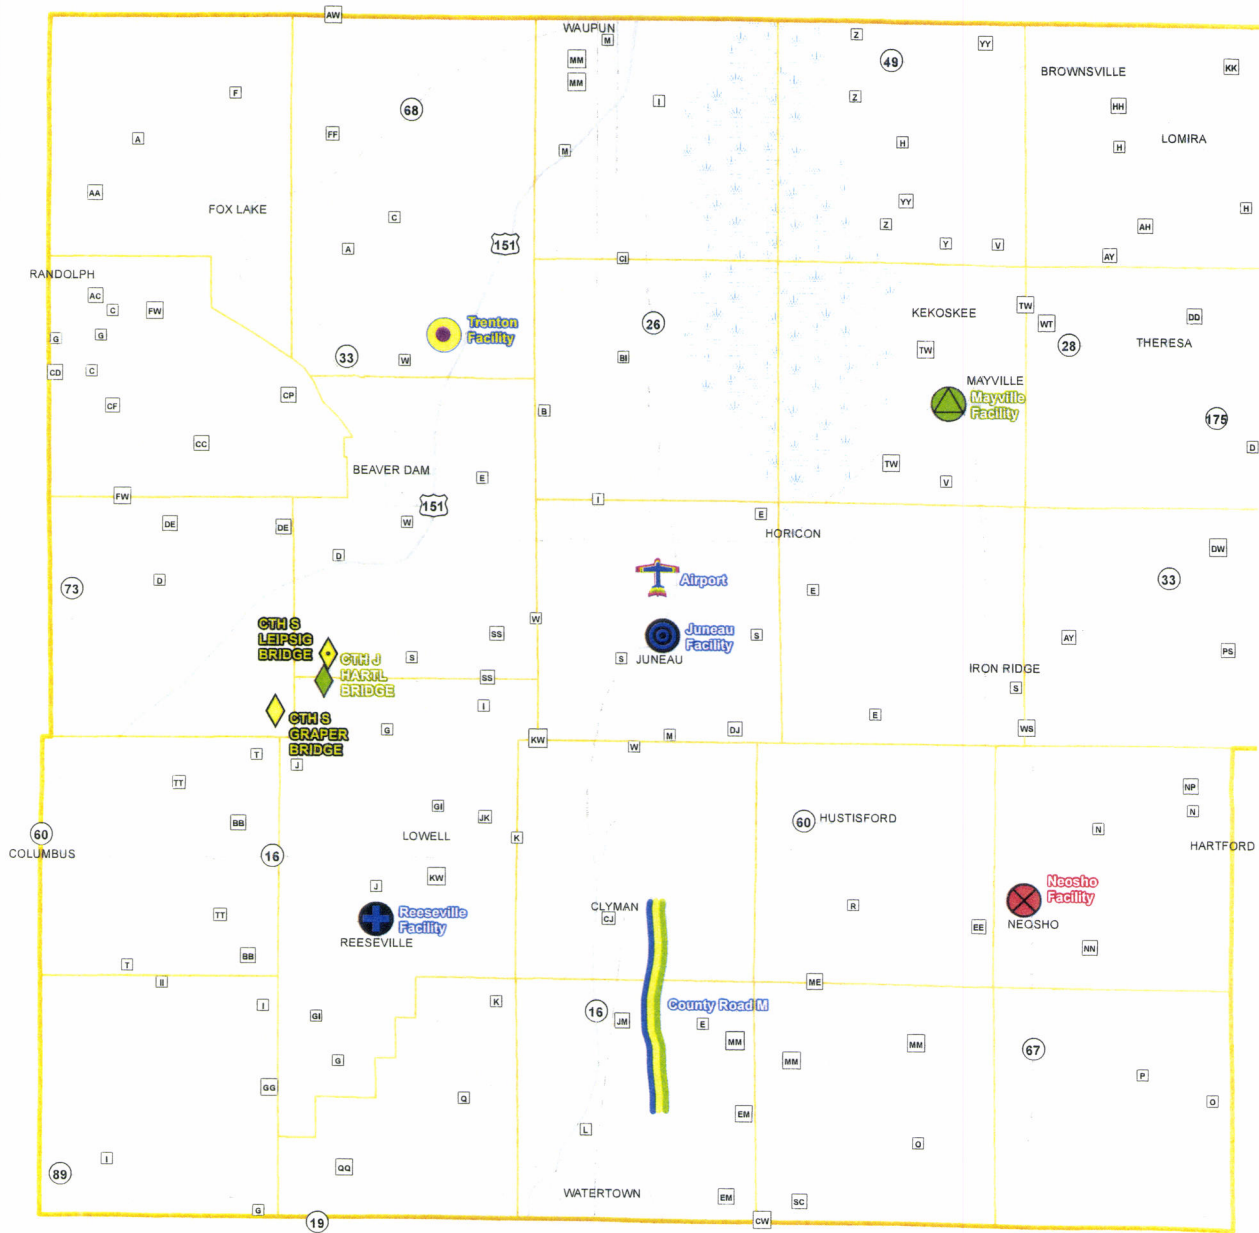 AW
WAUPUN
M
Z
YY
MM
49
BROWNSVILLE
KK
MM
F
68
I
Z
HH
A
FF
M
H
H
LOMIRA
AA
FOX LAKE
C
YY
H
Z
AH
A
151
Y
V
CI
AY
RANDOLPH
AC
C
FW
26
KEKOSKEE
TW
WT
DD
Trenton
Facility
G
G
33
W
BI
TW
28
THERESA
CD
C
CP
MAYVILLE
Mayville
Facility
CF
B
175
CC
D
BEAVER DAM
E
TW
V
FW
151
I
DE
DE
W
E
HORICON
D
DW
D
73
Airport
E
33
CTH S
LEIPSIG
BRIDGE
W
SS
Juneau
Facility
S
AY
CTH J
HARTL
BRIDGE
S
S
JUNEAU
PS
SS
IRON RIDGE
S
I
CTH S
GRAPER
BRIDGE
G
E
KW
M
DJ
WS
W
T
J
TT
NP
GI
N
BB
JK
60
HUSTISFORD
60
LOWELL
K
N
COLUMBUS
16
HARTFORD
KW
J
Neosho
Facility
TT
Reeseville
Facility
CLYMAN
CJ
R
EE
NEOSHO
REESEVILLE
BB
NN
T
II
ME
I
K
County Road M
GI
16
JM
E
MM
MM
67
G
MM
GG
P
Q
O
EM
L
Q
I
89
QQ
WATERTOWN
EM
SC
G
19
CW